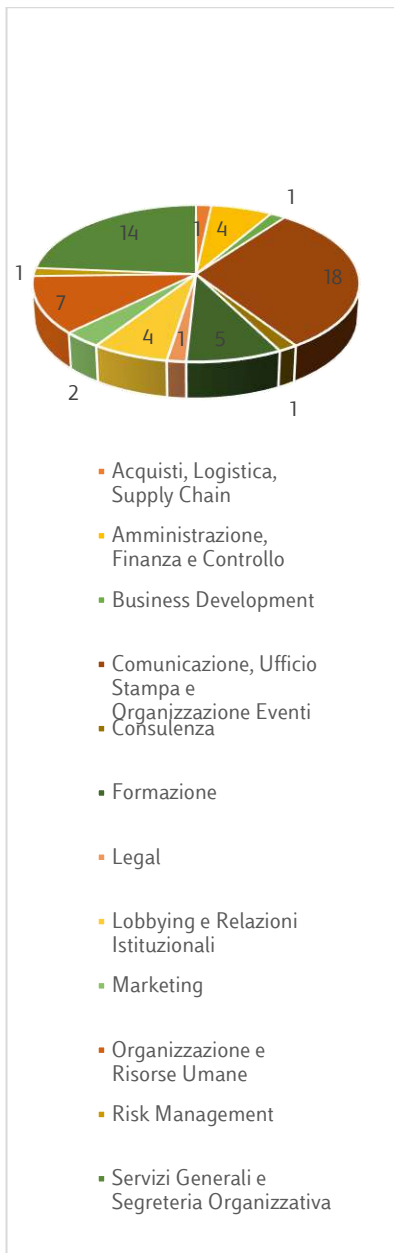 1
14
1
4
18
1
7
2
4
1
5
1
Acquisti, Logistica,
Supply Chain
Amministrazione,
Finanza e Controllo
Business Development
Comunicazione, Ufficio
Stampa e
Organizzazione Eventi
Consulenza
Formazione
Legal
Lobbying e Relazioni
Istituzionali
Marketing
Organizzazione e
Risorse Umane
Risk Management
Servizi Generali e
Segreteria Organizzativa